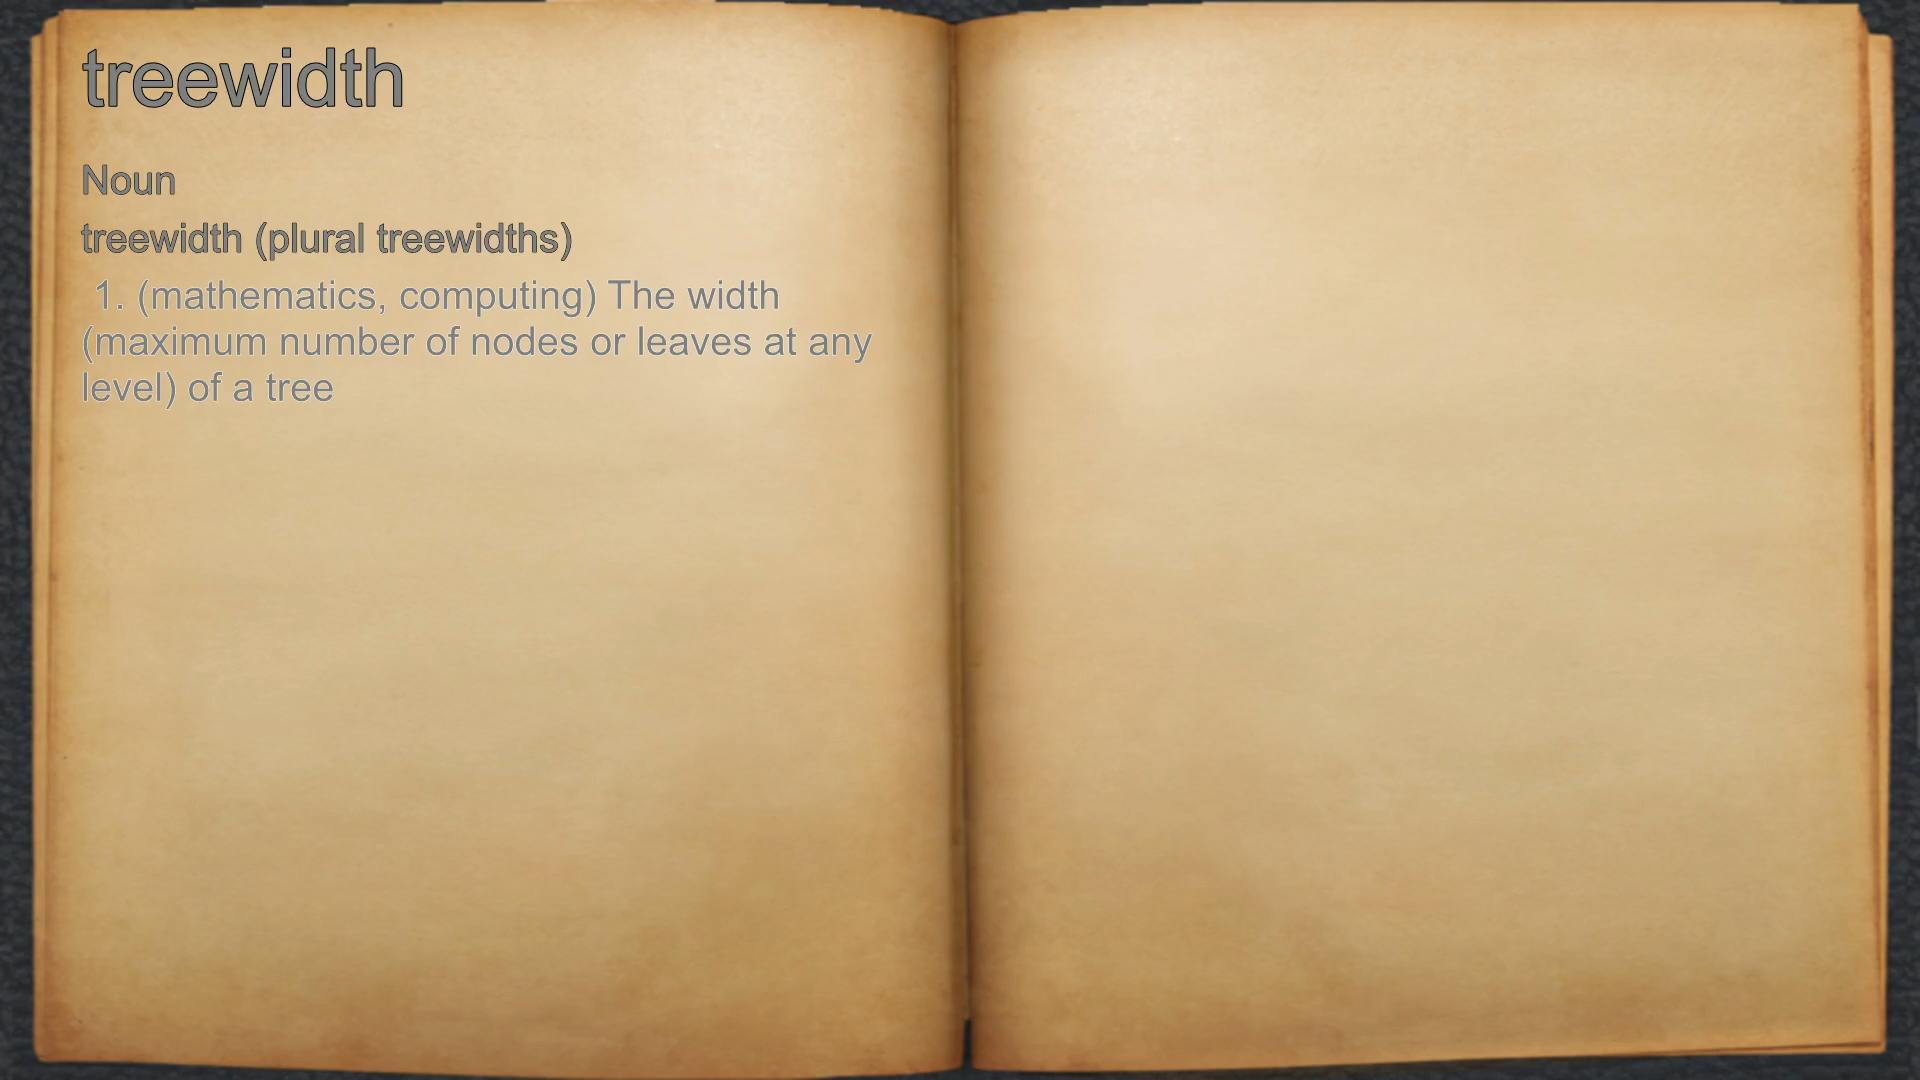 treewidth
Noun
treewidth (plural treewidths)
1. (mathematics, computing) The width
(maximum number of nodes or leaves at any
level) of a tree